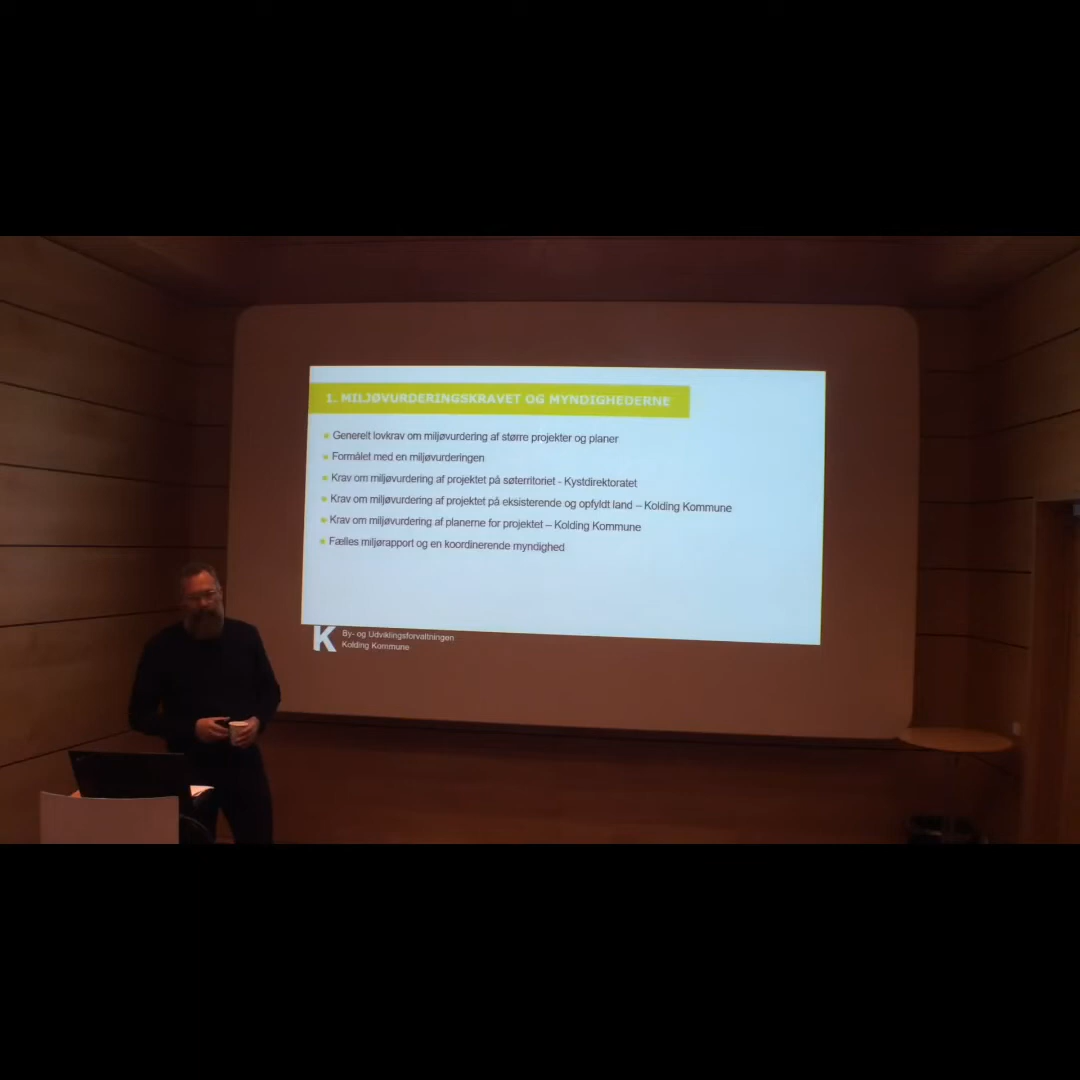 1. MILJØVURDERINGSKRAVET OG MYNDIGHEDERNE
Generelt lovkrav om miljøvurdering af større projekter og planer
Formålet med en miljøvurderingen
Krav om miljøvurdering af projektet på søterritoriet - Kystdirektoratet
Krav om miljøvurdering af projektet på eksisterende og opfyldt land – Kolding Kommune
Krav om miljøvurdering af planerne for projektet – Kolding Kommune
Fælles miljørapport og en koordinerende myndighed
K
By- og Udviklingsforvaltningen
Kolding Kommune